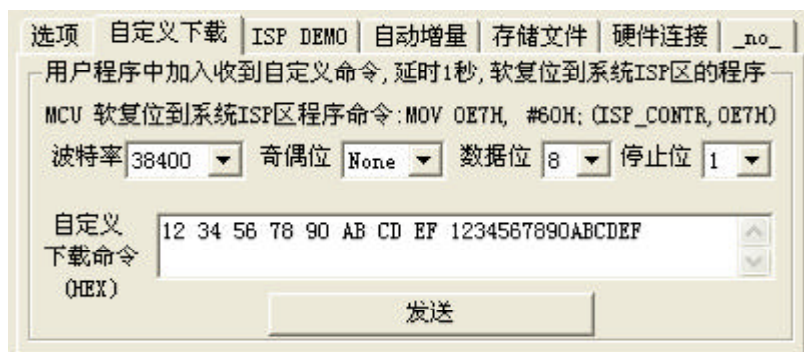 选项 自定义下载 ISP DEMO 自动增量 存储文件 硬件连接 _no_
用户程序中加入收到自定义命令,延时1秒,软复位到系统ISP区的程序
MCU 软复位到系统ISP区程序命令:MOV 0E7H, #60H; (ISP_CONTR,0E7H)
波特率 38400 奇偶位 None 数据位 8 停止位 1
自定义
下载命令
(HEX)
12 34 56 78 90 AB CD EF 1234567890ABCDEF
发送